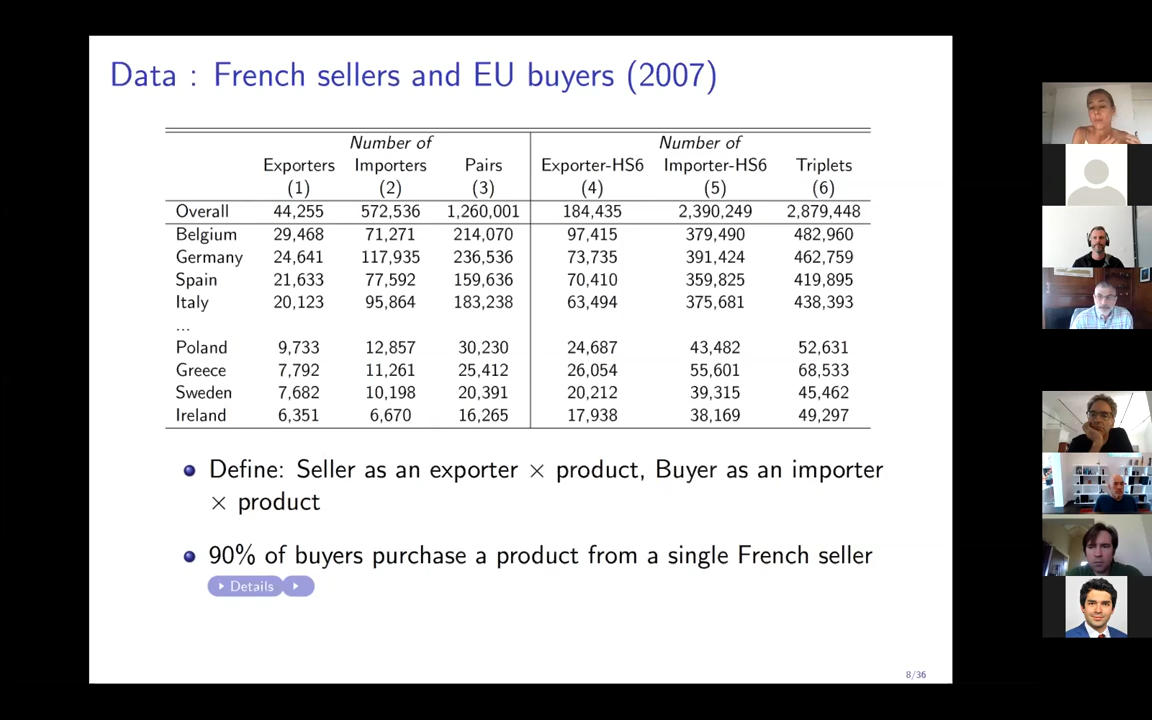 Data : French sellers and EU buyers (2007)
Number of Number of
Exporters Importers Pairs Exporter-HS6 Importer-HS6 Triplets
(1) (2) (3) (4) (5) (6)
Overall 44,255 572,536 1,260,001 184,435 2,390,249 2,879,448
Belgium 29,468 71,271 214,070 97,415 379,490 482,960
Germany 24,641 117,935 236,536 73,735 391,424 462,759
Spain 21,633 77,592 159,636 70,410 359,825 419,895
Italy 20,123 95,864 183,238 63,494 375,681 438,393
...
Poland 9,733 12,857 30,230 24,687 43,482 52,631
Greece 7,792 11,261 25,412 26,054 55,601 68,533
Sweden 7,682 10,198 20,391 20,212 39,315 45,462
Ireland 6,351 6,670 16,265 17,938 38,169 49,297
Define: Seller as an exporter × product, Buyer as an importer
× product
90% of buyers purchase a product from a single French seller
Details
8/36